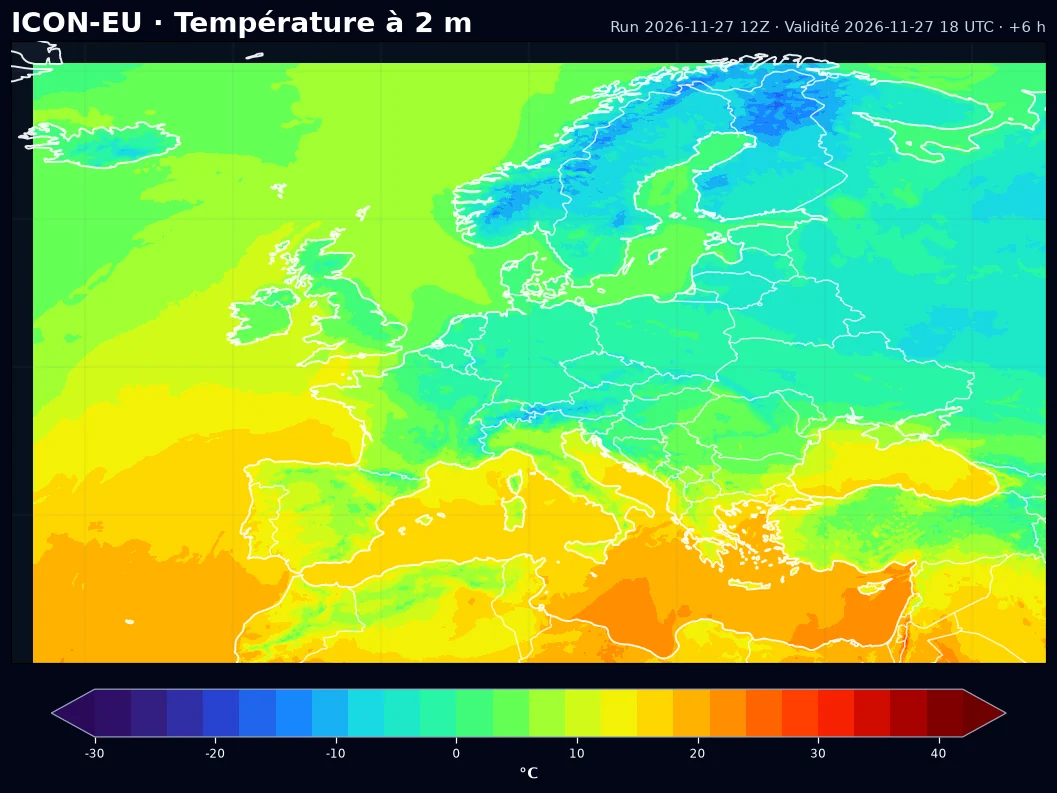 ICON-EU · Température à 2 m
Run 2026-11-27 12Z · Validité 2026-11-27 18 UTC · +6 h
-30 -20 -10 0 10 20 30 40
°C